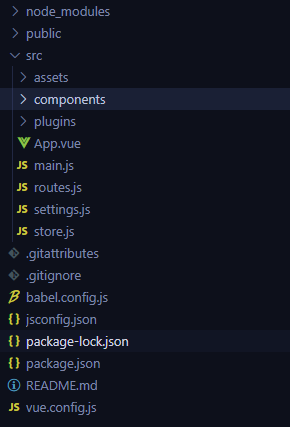 node_modules
public
src
assets
components
plugins
App.vue
JS main.js
JS routes.js
JS settings.js
JS store.js
.gitattributes
.gitignore
babel.config.js
{} jsconfig.json
{} package-lock.json
{} package.json
README.md
JS vue.config.js